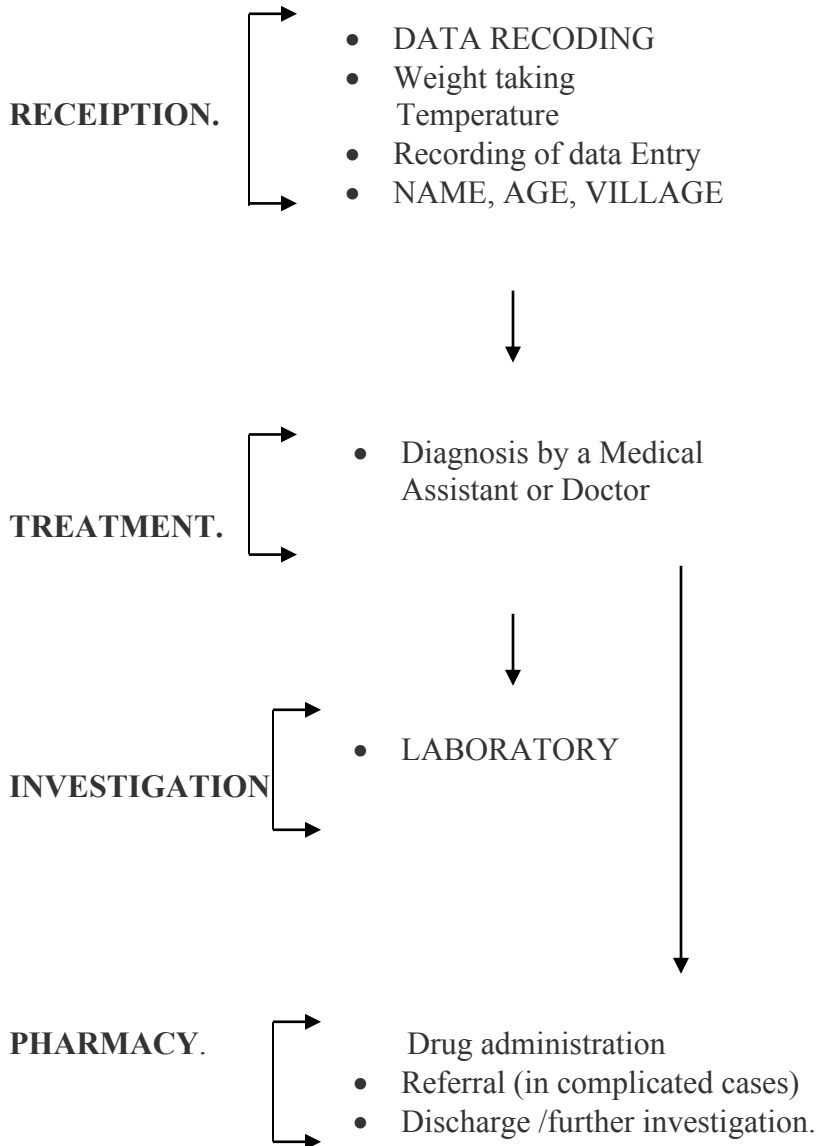 • DATA RECODING
• Weight taking
RECEIPTION. Temperature
• Recording of data Entry
• NAME, AGE, VILLAGE
• Diagnosis by a Medical
Assistant or Doctor
TREATMENT.
• LABORATORY
INVESTIGATION
PHARMACY. Drug administration
• Referral (in complicated cases)
• Discharge /further investigation.